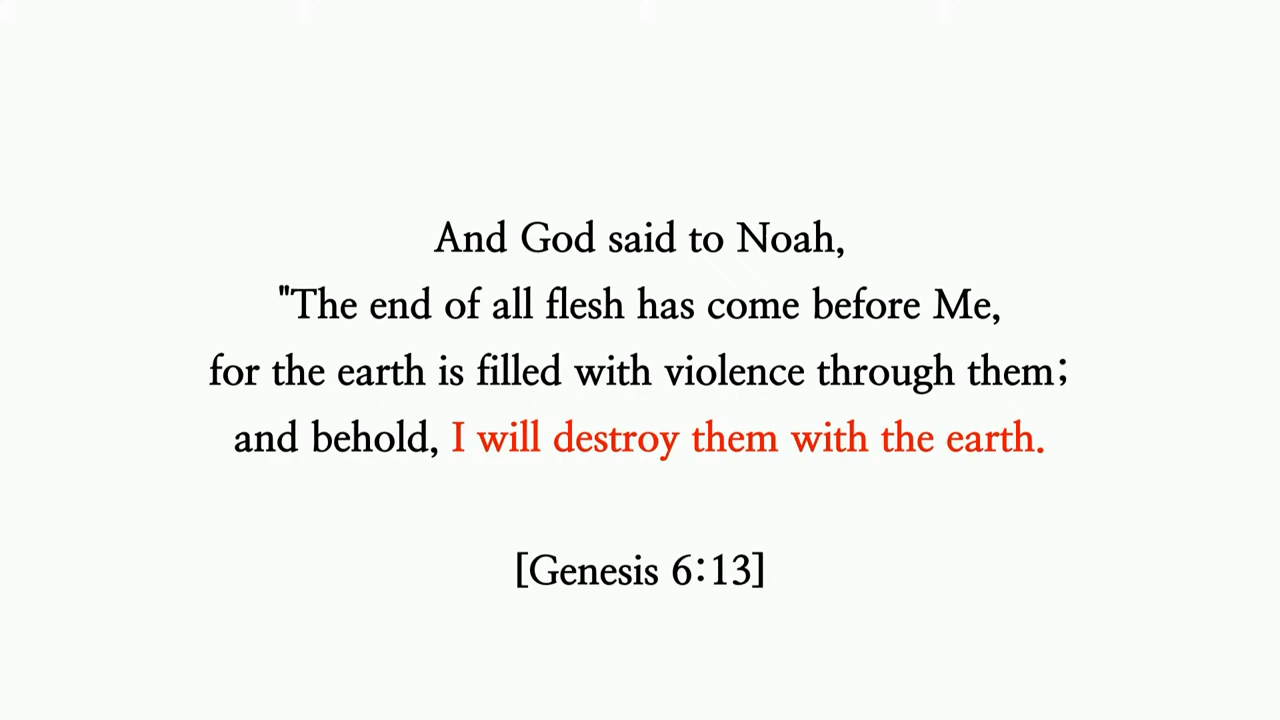 And God said to Noah,
"The end of all flesh has come before Me,
for the earth is filled with violence through them;
and behold, I will destroy them with the earth.
[Genesis 6:13]